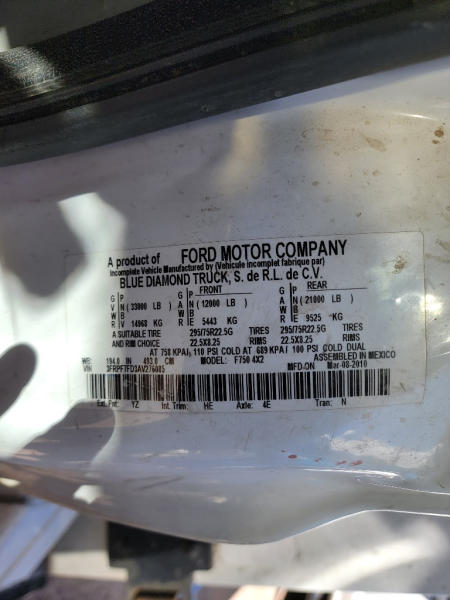 A product of FORD MOTOR COMPANY
Incomplete Vehicle Manufactured by (Vehicule incomplet fabrique par)
BLUE DIAMOND TRUCK, S. de R.L. de C.V.
FRONT REAR
G P G P G P
V N (33000 LB) A N (12000 LB) A N (21000 LB)
W B W B W B
R V 14968 KG R E 5443 KG R E 9525 KG
A SUITABLE TIRE 295/75R22.5G TIRES 295/75R22.5G TIRES
AND RIM CHOICE 22.5X8.25 RIMS 22.5X8.25 RIMS
AT 758 KPA/ 110 PSI COLD AT 689 KPA/ 100 PSI COLD DUAL
ASSEMBLED IN MEXICO
WB: 194.0 IN 493.0 CM MODEL: F750 4X2 MFD-ON Mar-08-2010
VIN 3FRPF7FD3AV276085
Ext. Pnt: YZ Int. Trim: HE Axle: 4E Tran: N